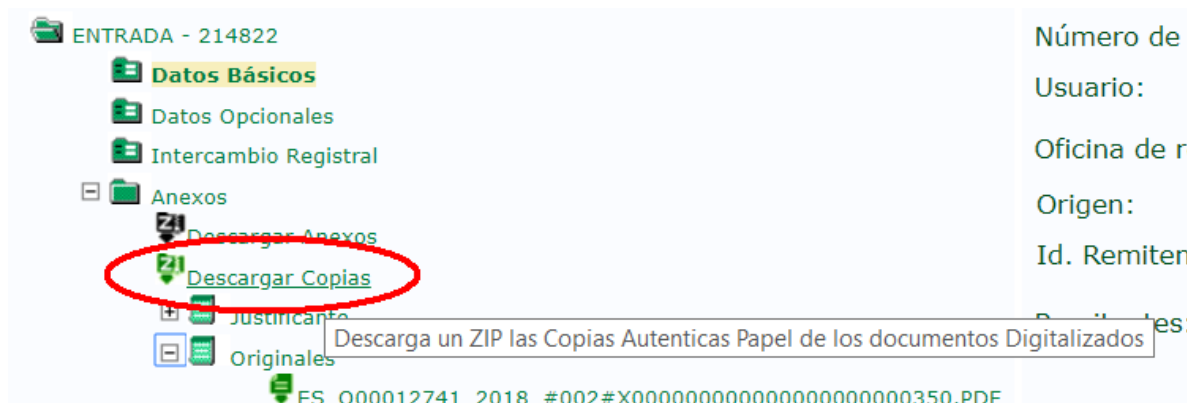 ENTRADA - 214822
Número de
Datos Básicos
Usuario:
Datos Opcionales
Oficina de r
Intercambio Registral
Anexos
Origen:
Descargar Anexos
Id. Remiten
Descargar Copias
Justificante
Descarga un ZIP las Copias Autenticas Papel de los documentos Digitalizados
Originales